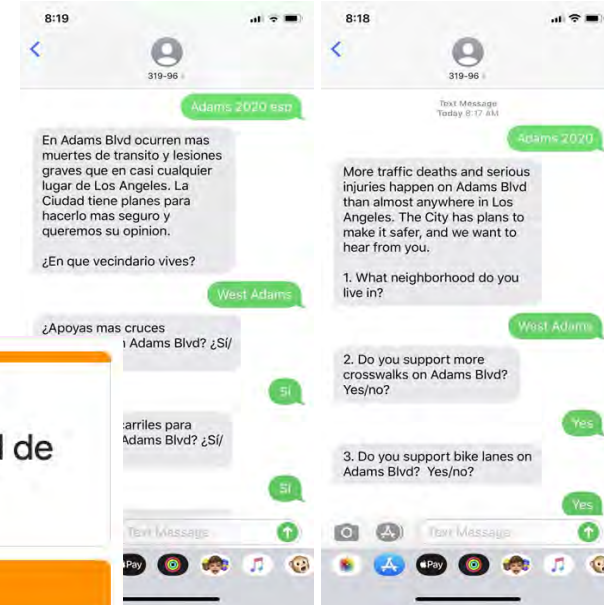 8:19
319-96
Adams 2020 esp
En Adams Blvd ocurren mas
muertes de transito y lesiones
graves que en casi cualquier
lugar de Los Angeles. La
Ciudad tiene planes para
hacerlo mas seguro y
queremos su opinion.
¿En que vecindario vives?
West Adams
¿Apoyas mas cruces
Adams Blvd? ¿Sí/
Sí
carriles para
Adams Blvd? ¿Sí/
Sí
Text Message
Pay
de
8:18
319-96
Text Message
Today 8:17 AM
Adams 2020
More traffic deaths and serious
injuries happen on Adams Blvd
than almost anywhere in Los
Angeles. The City has plans to
make it safer, and we want to
hear from you.
1. What neighborhood do you
live in?
West Adams
2. Do you support more
crosswalks on Adams Blvd?
Yes/no?
Yes
3. Do you support bike lanes on
Adams Blvd? Yes/no?
Yes
Text Message
Pay